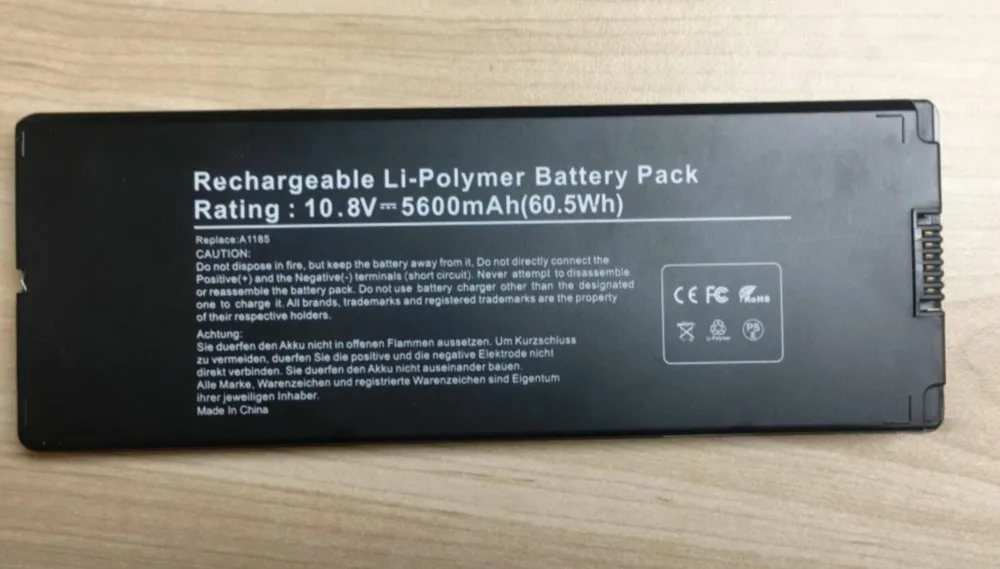 Rechargeable Li-Polymer Battery Pack
Rating : 10.8V⎓5600mAh(60.5Wh)
Replace:A1185
CAUTION:
Do not dispose in fire, but keep the battery away from it. Do not directly connect the
Positive(+) and the Negative(-) terminals (short circuit). Never attempt to disassemble
or reassemble the battery pack. Do not use battery charger other than the designated
one to charge it. All brands, trademarks and registered trademarks are the property
of their respective holders.
Achtung:
Sie duerfen den Akku nicht in offenen Flammen aussetzen. Um Kurzschluss
zu vermeiden, duerfen Sie die positive und die negative Elektrode nicht
direkt verbinden. Sie duerfen den Akku nicht auseinander bauen.
Alle Marke, Warenzeichen und registrierte Warenzeichen sind Eigentum
ihrer jeweiligen Inhaber.
Made In China
CE FC RoHS
Li-Polymer PS E